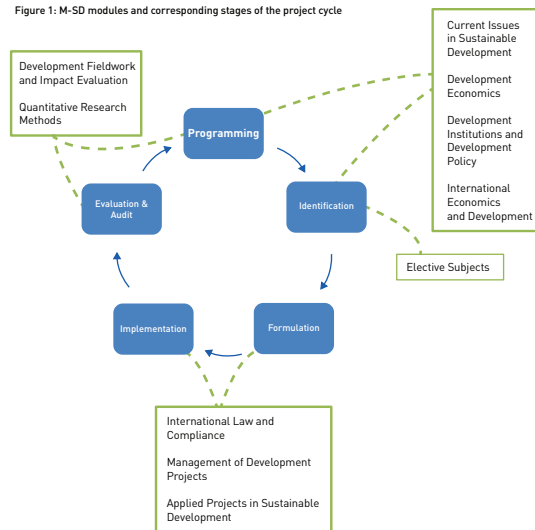 Figure 1: M-SD modules and corresponding stages of the project cycle
Development Fieldwork
and Impact Evaluation
Quantitative Research
Methods
Current Issues
in Sustainable
Development
Development
Economics
Development
Institutions and
Development
Policy
International
Economics
and Development
Programming
Evaluation &
Audit
Identification
Elective Subjects
Implementation
Formulation
International Law and
Compliance
Management of Development
Projects
Applied Projects in Sustainable
Development